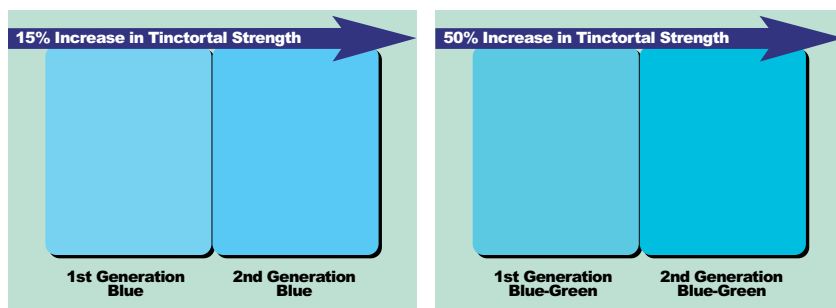 15% Increase in Tinctortal Strength
1st Generation
Blue
2nd Generation
Blue
50% Increase in Tinctortal Strength
1st Generation
Blue-Green
2nd Generation
Blue-Green